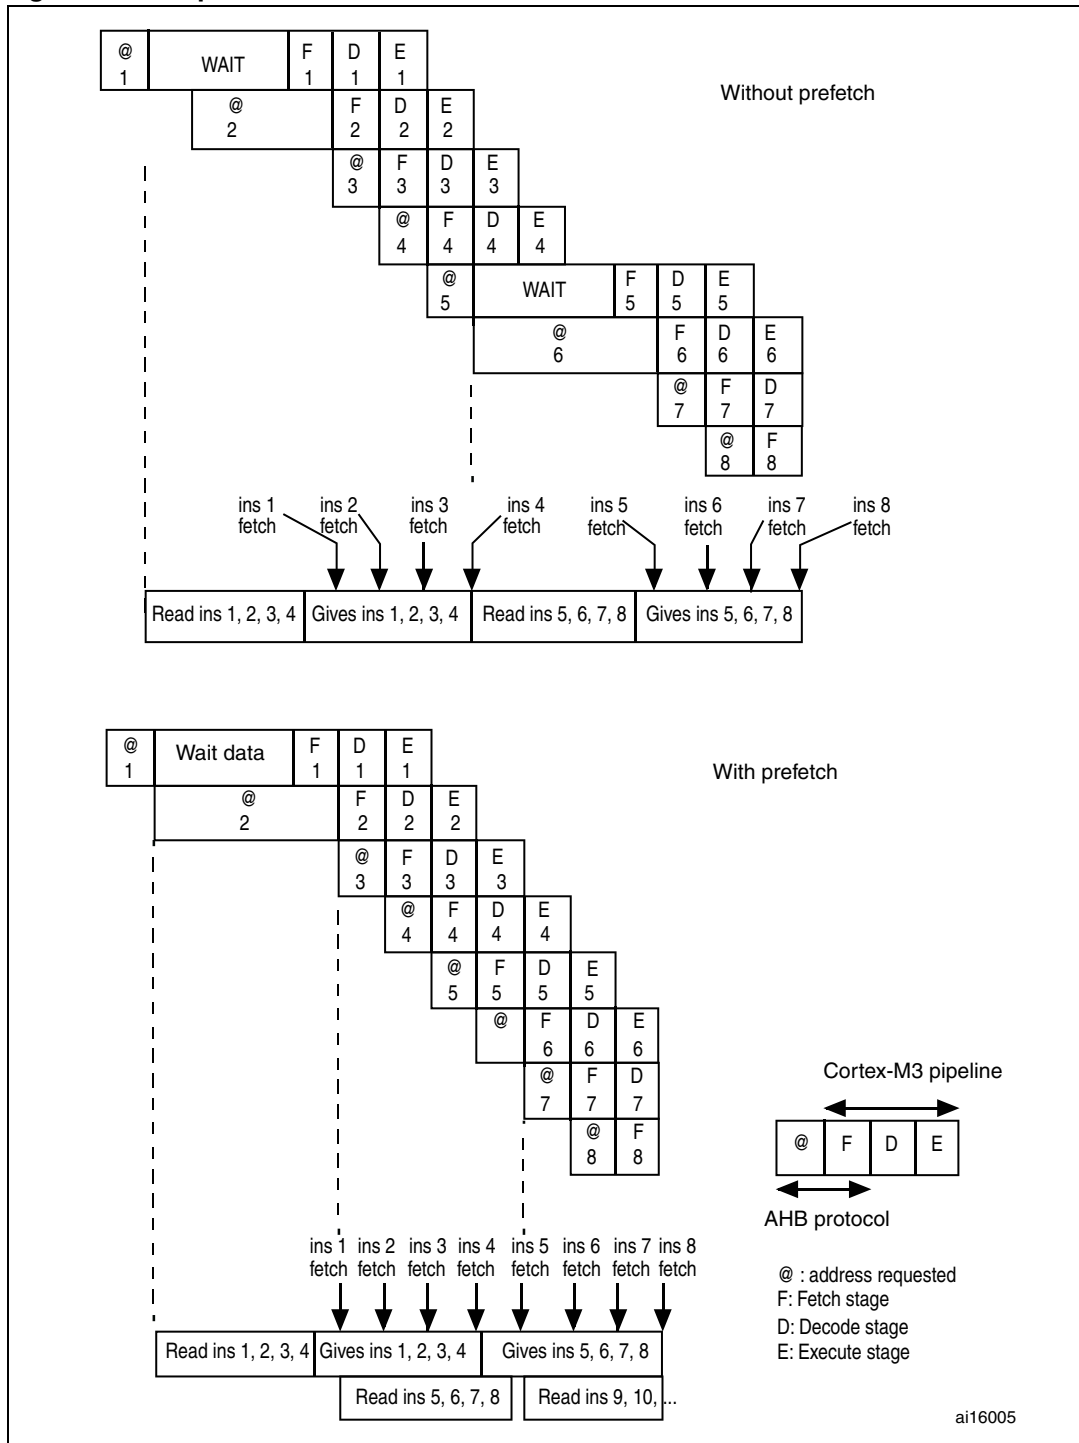 @ WAIT F D E
1 1 1 1
Without prefetch
@ F D E
2 2 2 2
@ F D E
3 3 3 3
@ F D E
4 4 4 4
@ WAIT F D E
5 5 5 5
@ F D E
6 6 6 6
@ F D
7 7 7
@ F
8 8
ins 1 ins 2 ins 3 ins 4 ins 5 ins 6 ins 7 ins 8
fetch fetch fetch fetch fetch fetch fetch fetch
Read ins 1, 2, 3, 4 Gives ins 1, 2, 3, 4 Read ins 5, 6, 7, 8 Gives ins 5, 6, 7, 8
@ Wait data F D E
1 1 1 1
With prefetch
@ F D E
2 2 2 2
@ F D E
3 3 3 3
@ F D E
4 4 4 4
@ F D E
5 5 5 5
@ F D E
6 6 6
@ F D
7 7 7
@ F
8 8
Cortex-M3 pipeline
@ F D E
AHB protocol
ins 1 ins 2 ins 3 ins 4 ins 5 ins 6 ins 7 ins 8
fetch fetch fetch fetch fetch fetch fetch fetch
@ : address requested
F: Fetch stage
D: Decode stage
E: Execute stage
Read ins 1, 2, 3, 4 Gives ins 1, 2, 3, 4 Gives ins 5, 6, 7, 8
Read ins 5, 6, 7, 8 Read ins 9, 10, ...
ai16005